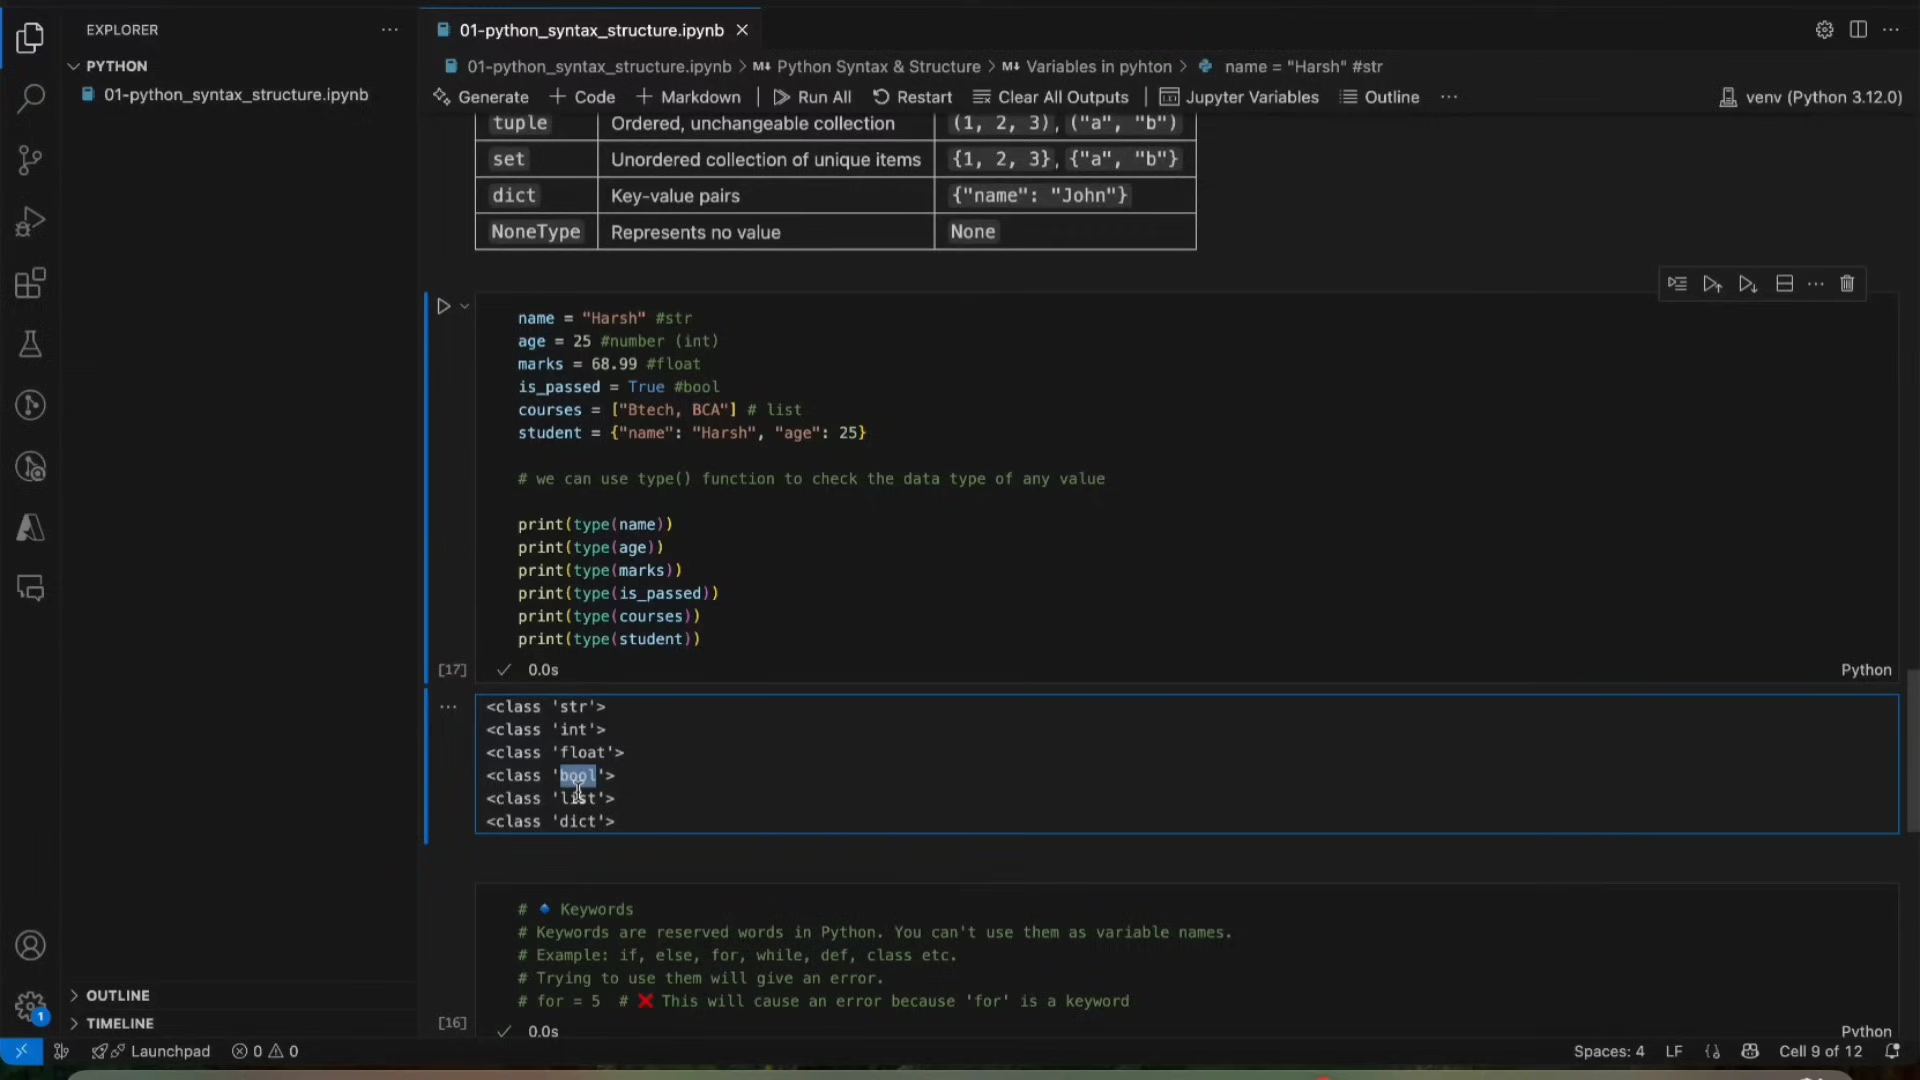 EXPLORER
01-python_syntax_structure.ipynb
PYTHON
01-python_syntax_structure.ipynb
01-python_syntax_structure.ipynb > M↓ Python Syntax & Structure > M↓ Variables in pyhton > name = "Harsh" #str
Generate + Code + Markdown | Run All Restart Clear All Outputs | Jupyter Variables Outline ···
venv (Python 3.12.0)
tuple Ordered, unchangeable collection (1, 2, 3), ("a", "b")
set Unordered collection of unique items {1, 2, 3}, {"a", "b"}
dict Key-value pairs {"name": "John"}
NoneType Represents no value None
name = "Harsh" #str
age = 25 #number (int)
marks = 68.99 #float
is_passed = True #bool
courses = ["Btech, BCA"] # list
student = {"name": "Harsh", "age": 25}
# we can use type() function to check the data type of any value
print(type(name))
print(type(age))
print(type(marks))
print(type(is_passed))
print(type(courses))
print(type(student))
[17] ✓ 0.0s Python
<class 'str'>
<class 'int'>
<class 'float'>
<class 'bool'>
<class 'list'>
<class 'dict'>
# 🔹 Keywords
# Keywords are reserved words in Python. You can't use them as variable names.
# Example: if, else, for, while, def, class etc.
# Trying to use them will give an error.
# for = 5 # ❌ This will cause an error because 'for' is a keyword
[16] ✓ 0.0s Python
OUTLINE
TIMELINE
1
Launchpad 0 0 Spaces: 4 LF Cell 9 of 12